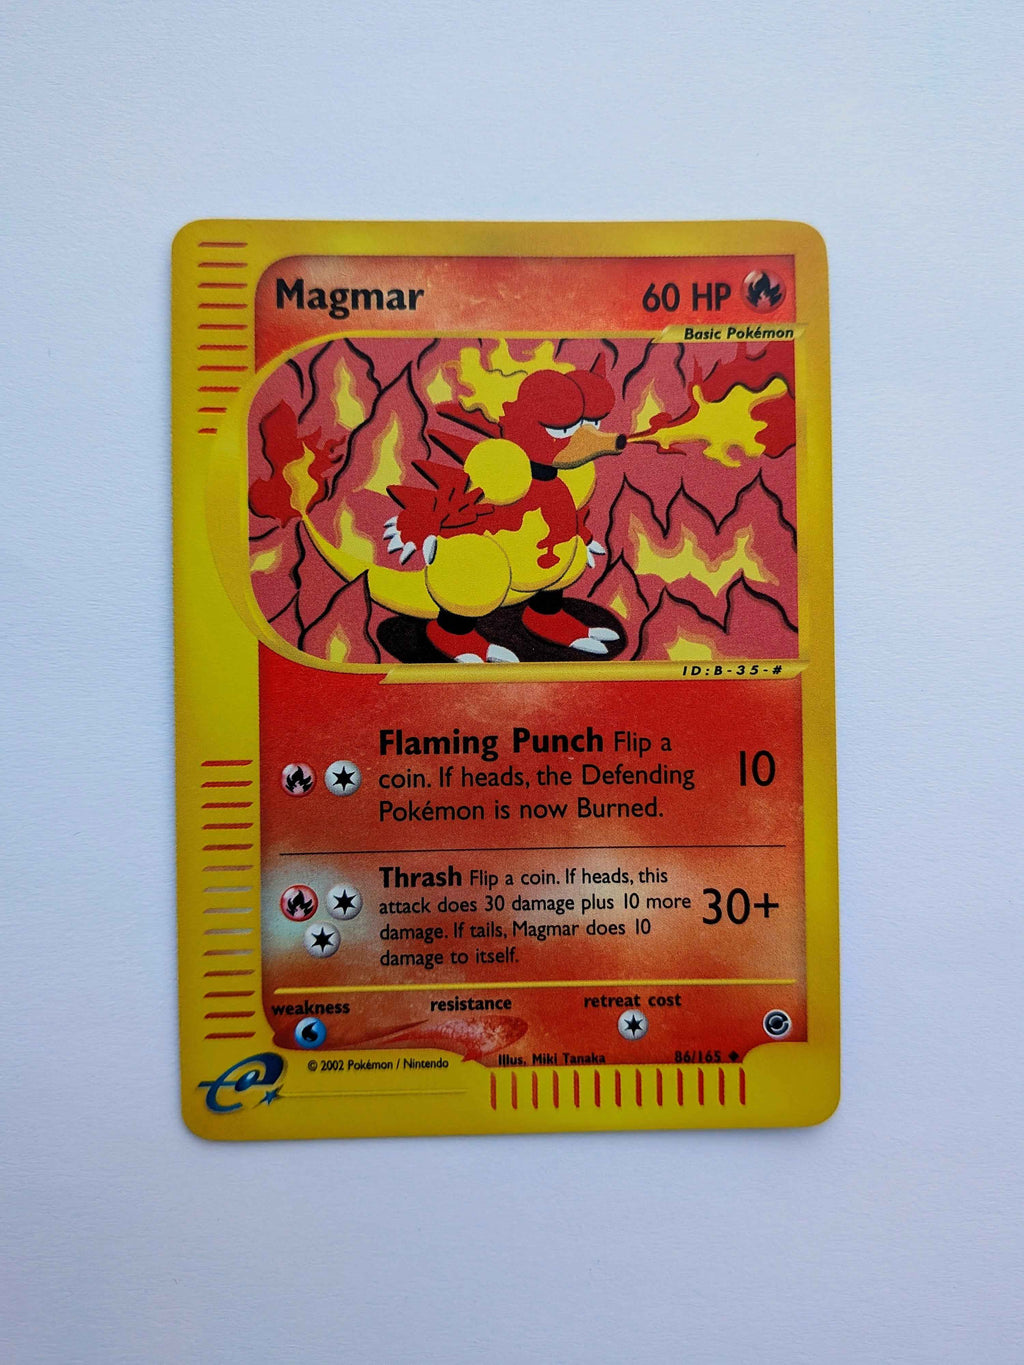 Magmar
60 HP
Basic Pokémon
ID:B-35-#
Flaming Punch Flip a
coin. If heads, the Defending
Pokémon is now Burned.
10
Thrash Flip a coin. If heads, this
attack does 30 damage plus 10 more
damage. If tails, Magmar does 10
damage to itself.
30+
weakness
resistance
retreat cost
© 2002 Pokémon / Nintendo
Illus. Miki Tanaka
86/165 ◆
e